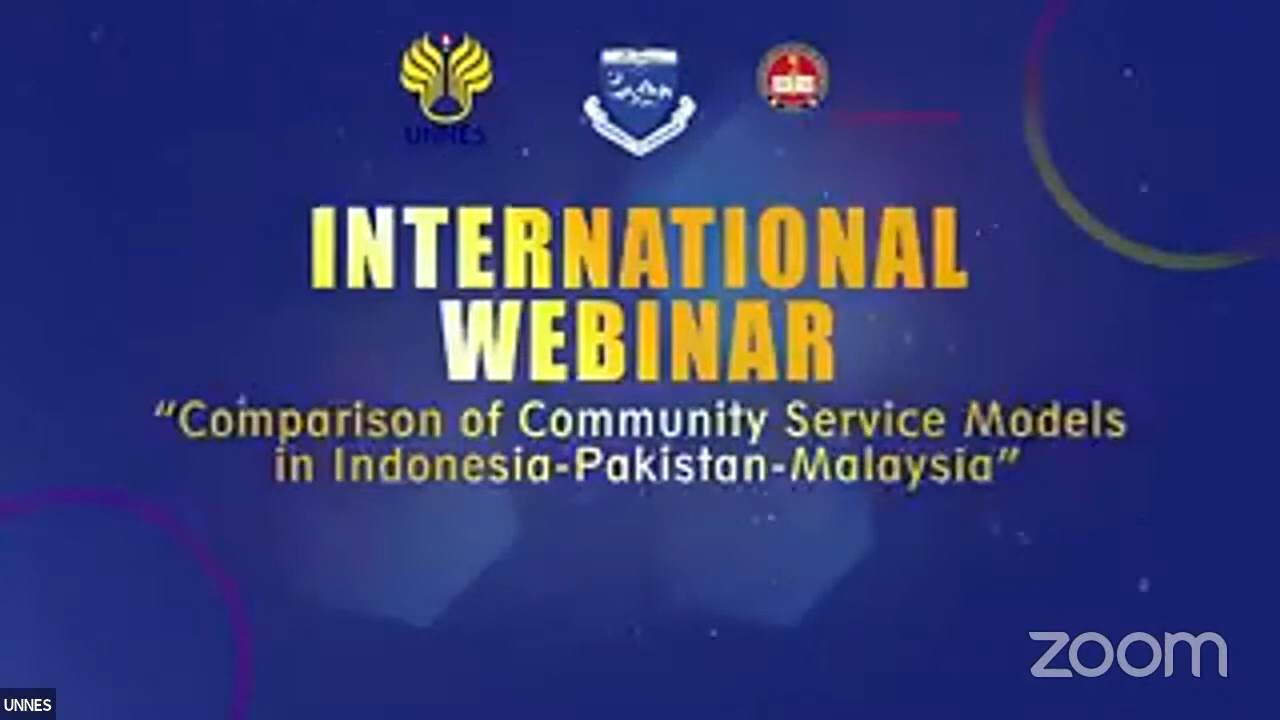 UNNES
INTERNATIONAL
WEBINAR
“Comparison of Community Service Models
in Indonesia-Pakistan-Malaysia”
zoom
UNNES